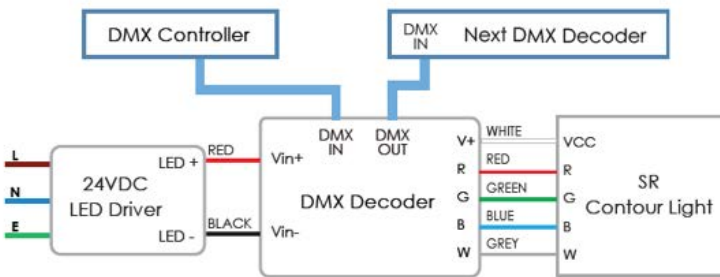 DMX Controller
DMX
IN
Next DMX Decoder
L
N
E
24VDC
LED Driver
LED +
LED -
RED
BLACK
Vin+
Vin-
DMX
IN
DMX
OUT
DMX Decoder
V+
R
G
B
W
WHITE
RED
GREEN
BLUE
GREY
VCC
R
G
B
W
SR
Contour Light